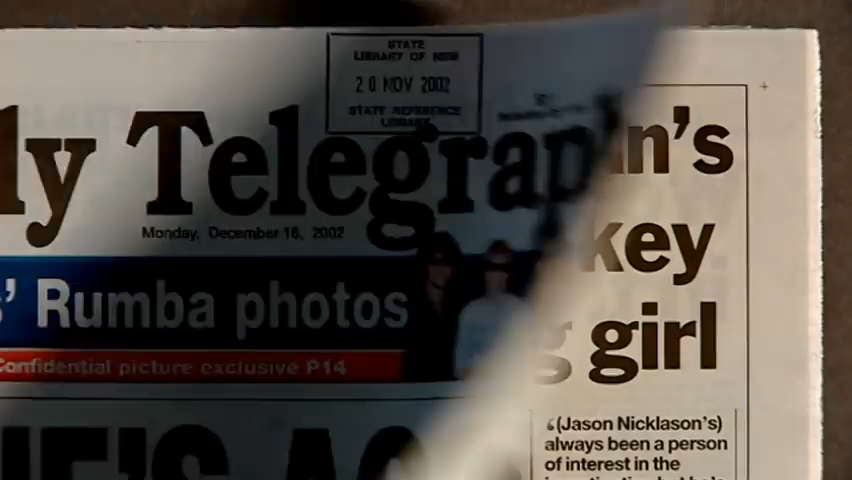 STATE
LIBRARY OF NSW
20 NOV 2002
STATE REFERENCE
LIBRARY
ly Telegrap
Monday, December 16, 2002
n's
key
g girl
s' Rumba photos
Confidential picture exclusive P14
‘(Jason Nicklason's)
always been a person
of interest in the